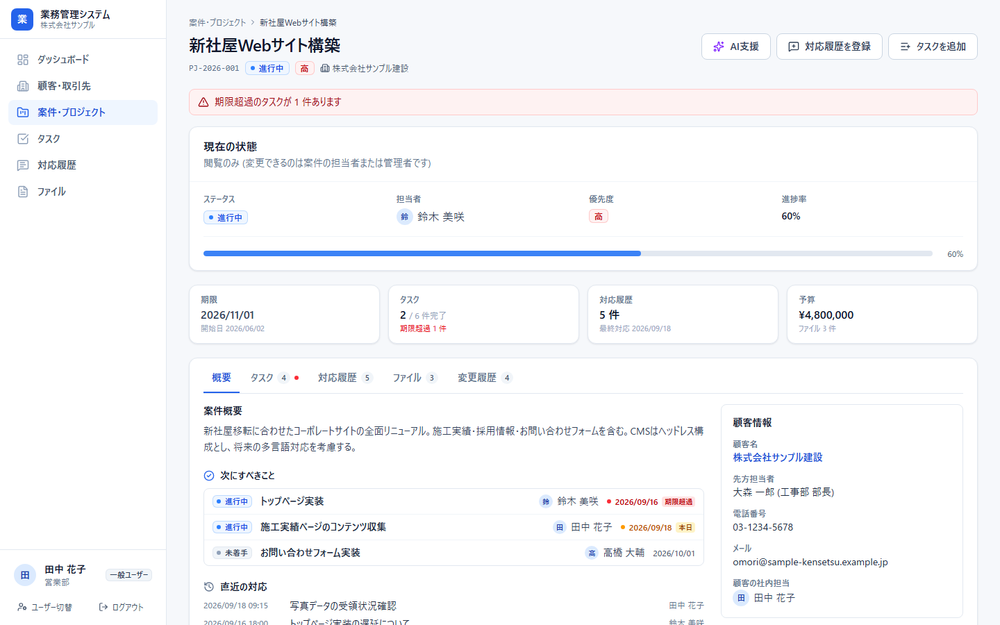 業
業務管理システム
株式会社サンプル
ダッシュボード
顧客・取引先
案件・プロジェクト
タスク
対応履歴
ファイル
田
田中 花子
営業部
一般ユーザー
ユーザー切替
ログアウト
案件・プロジェクト
新社屋Webサイト構築
新社屋Webサイト構築
PJ-2026-001
進行中
高
株式会社サンプル建設
AI支援
対応履歴を登録
タスクを追加
期限超過のタスクが 1 件あります
現在の状態
閲覧のみ (変更できるのは案件の担当者または管理者です)
ステータス
進行中
担当者
鈴
鈴木 美咲
優先度
高
進捗率
60%
60%
期限
2026/11/01
開始日 2026/06/02
タスク
2 / 6 件完了
期限超過 1 件
対応履歴
5 件
最終対応 2026/09/18
予算
¥4,800,000
ファイル 3 件
概要
タスク 4
対応履歴 5
ファイル 3
変更履歴 4
案件概要
新社屋移転に合わせたコーポレートサイトの全面リニューアル。施工実績・採用情報・お問い合わせフォームを含む。CMSはヘッドレス構
成とし、将来の多言語対応を考慮する。
次にすべきこと
進行中 トップページ実装 鈴 鈴木 美咲 2026/09/16 期限超過
進行中 施工実績ページのコンテンツ収集 田 田中 花子 2026/09/18 本日
未着手 お問い合わせフォーム実装 高 高橋 大輔 2026/10/01
直近の対応
2026/09/18 09:15 写真データの受領状況確認 田中 花子
2026/09/16 18:00 トップページ実装の遅延について 鈴木 美咲
顧客情報
顧客名
株式会社サンプル建設
先方担当者
大森 一郎 (工事部 部長)
電話番号
03-1234-5678
メール
omori@sample-kensetsu.example.jp
顧客の社内担当
田
田中 花子